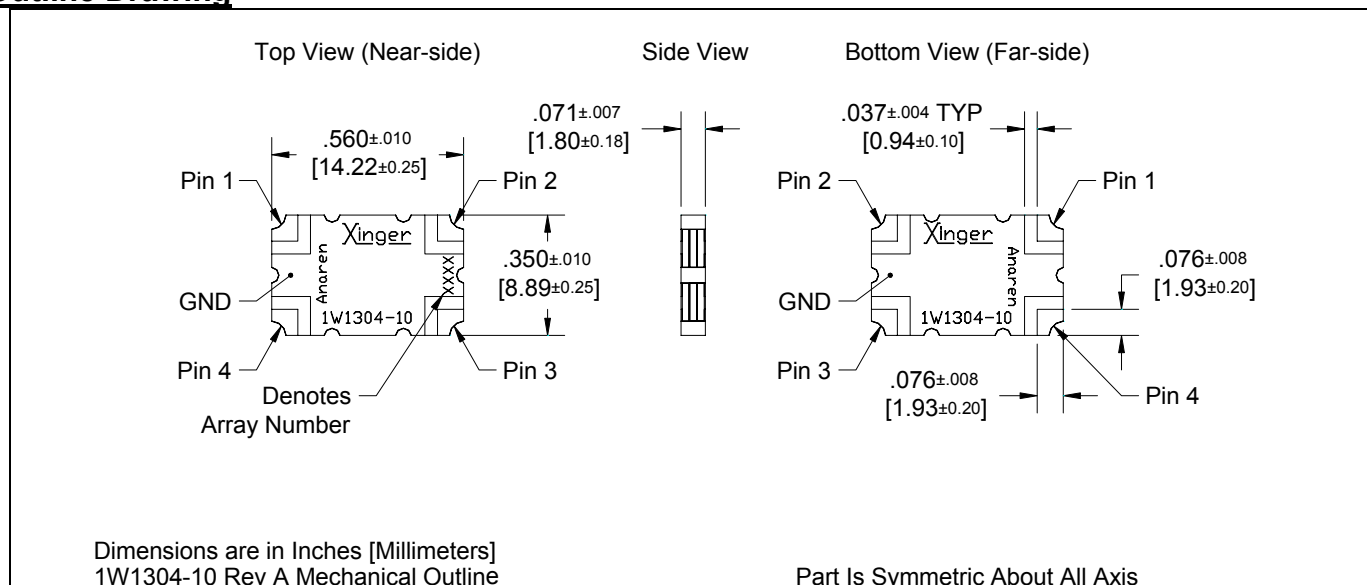 Outline Drawing
Top View (Near-side)
Side View
Bottom View (Far-side)
.560±.010
[14.22±0.25]
.071±.007
[1.80±0.18]
.037±.004 TYP
[0.94±0.10]
Pin 1
Pin 2
Pin 2
Pin 1
Xinger
Anaren
XXXX
1W1304-10
.350±.010
[8.89±0.25]
Xinger
Anaren
1W1304-10
.076±.008
[1.93±0.20]
GND
GND
Pin 4
Pin 3
Denotes
Array Number
Pin 3
.076±.008
[1.93±0.20]
Pin 4
Dimensions are in Inches [Millimeters]
1W1304-10 Rev A Mechanical Outline
Part Is Symmetric About All Axis